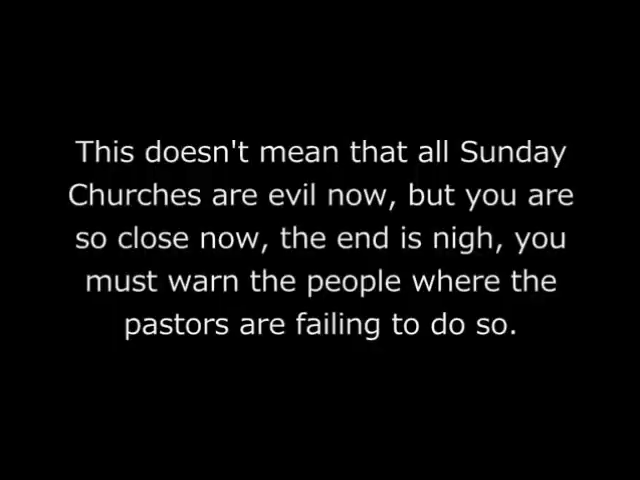 This doesn't mean that all Sunday
Churches are evil now, but you are
so close now, the end is nigh, you
must warn the people where the
pastors are failing to do so.